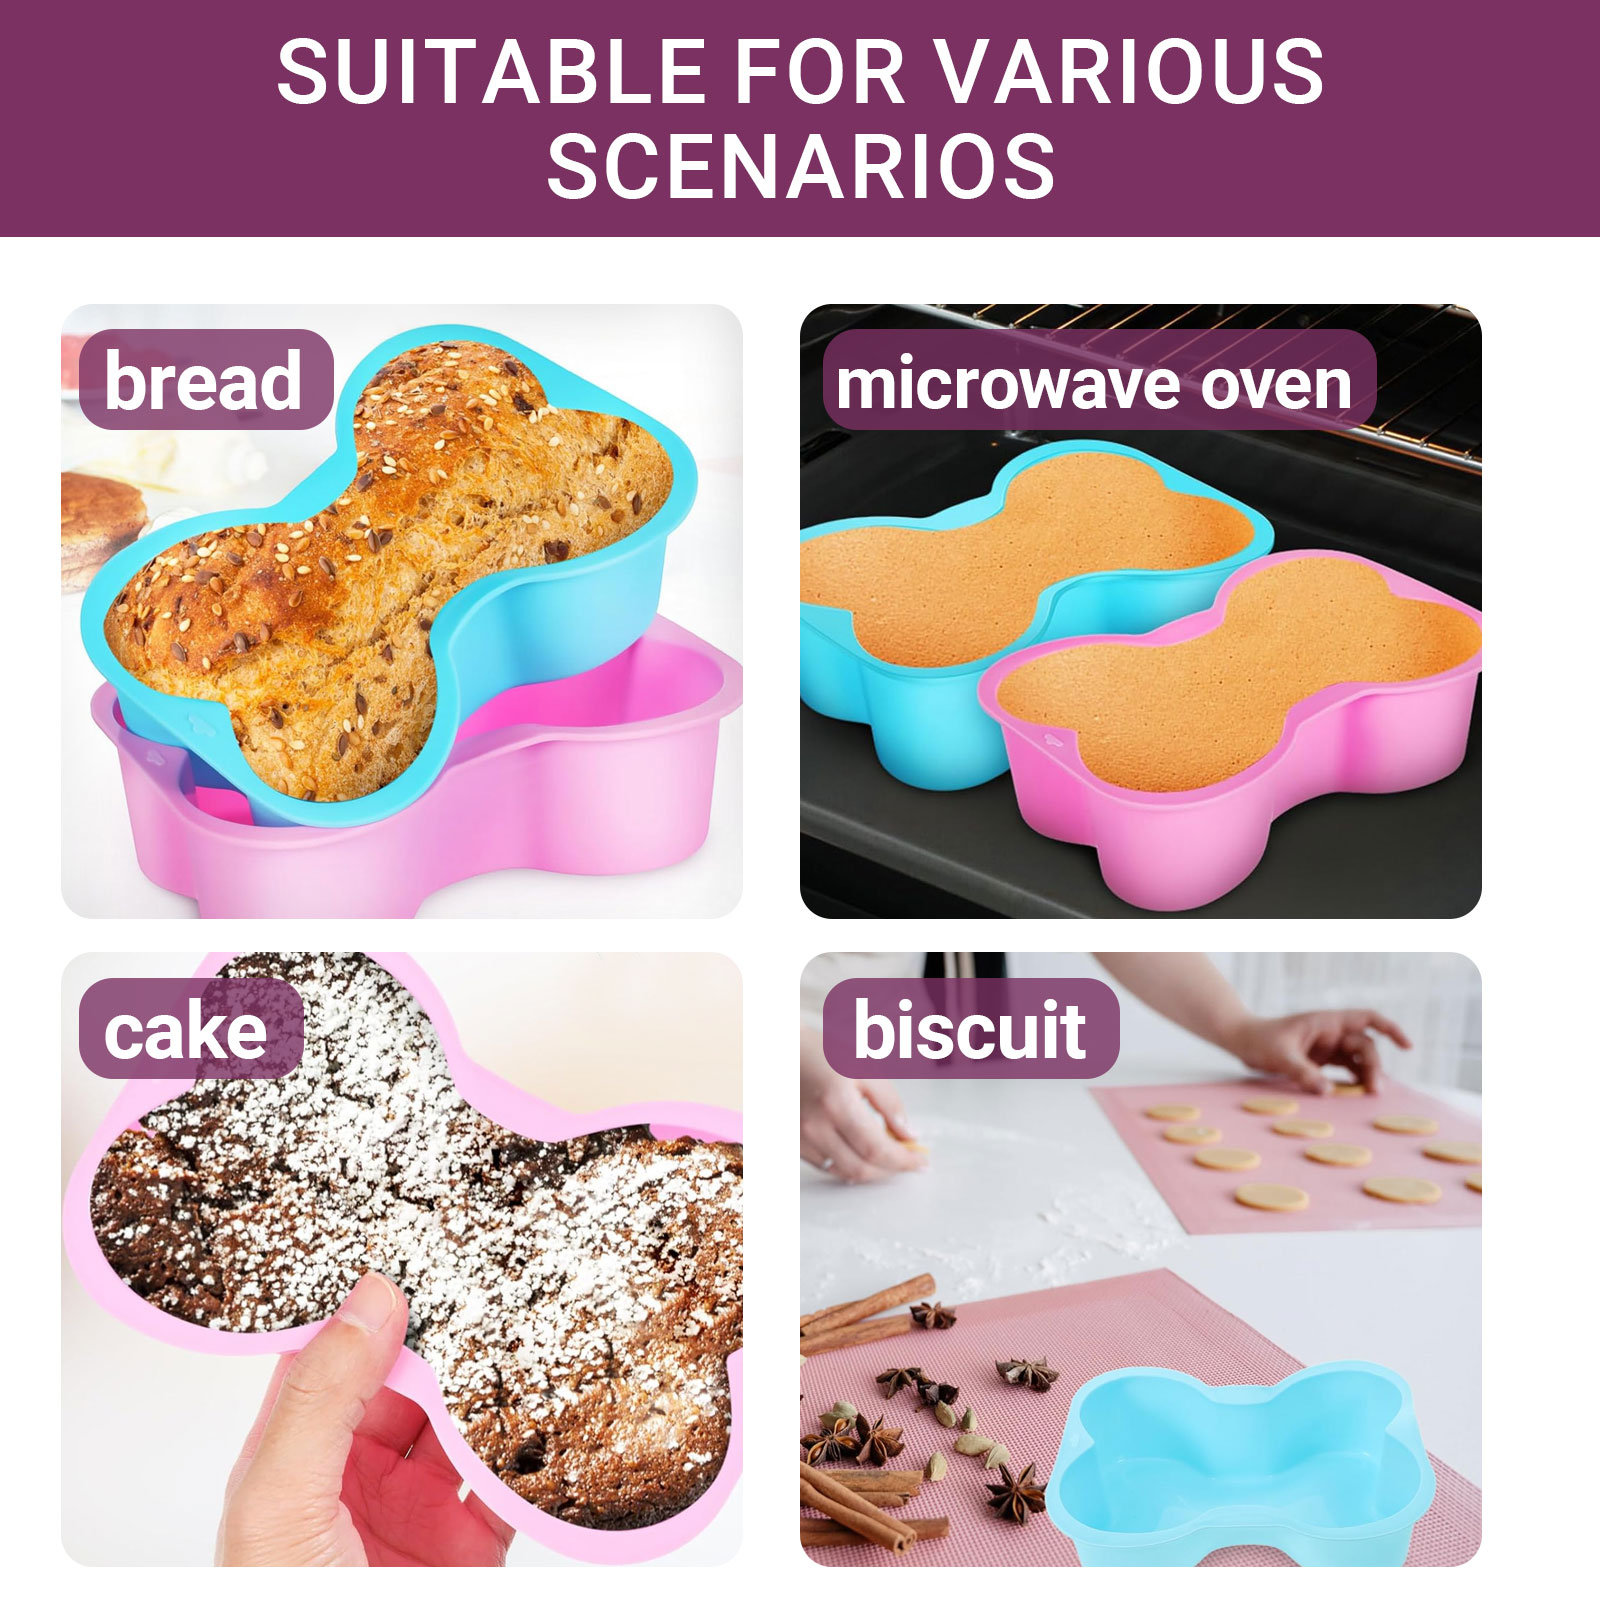 SUITABLE FOR VARIOUS
SCENARIOS
bread
microwave oven
cake
biscuit